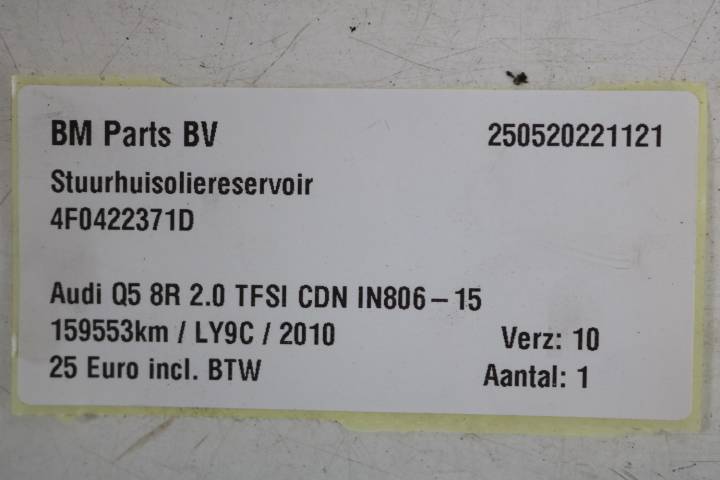 BM Parts BV 250520221121
Stuurhuisoliereservoir
4F0422371D
Audi Q5 8R 2.0 TFSI CDN IN806-15
159553km / LY9C / 2010 Verz: 10
25 Euro incl. BTW Aantal: 1